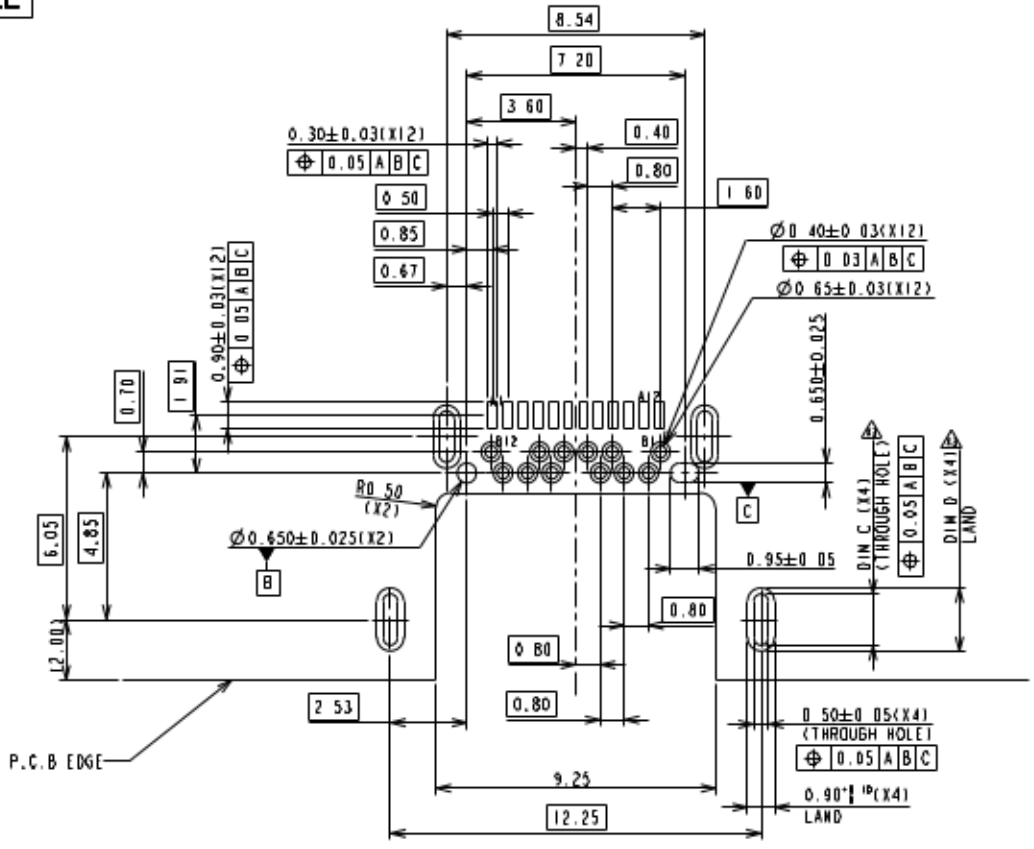 8.54
7 20
3 60
0.30±0.03(X12)
0.05 A B C
0.40
0.80
0 50
1 60
0.85
Ø0 40±0 03(X12)
0 03 A B C
0.67
Ø0 65±0.03(X12)
0.90±0.03(X12)
0 05 A B C
0.650±0.025
0.70
1 91
A12
B12
B1
R0 50
(X2)
6.05
4.85
Ø0.650±0.025(X2)
B
C
0.95±0 05
DIM C (X4)
(THROUGH HOLE)
0.05 A B C
DIM D (X4)
LAND
0.80
0 80
(2.00)
2 53
0.80
0 50±0 05(X4)
(THROUGH HOLE)
0.05 A B C
P.C.B EDGE
9.25
(X4)
LAND
12.25